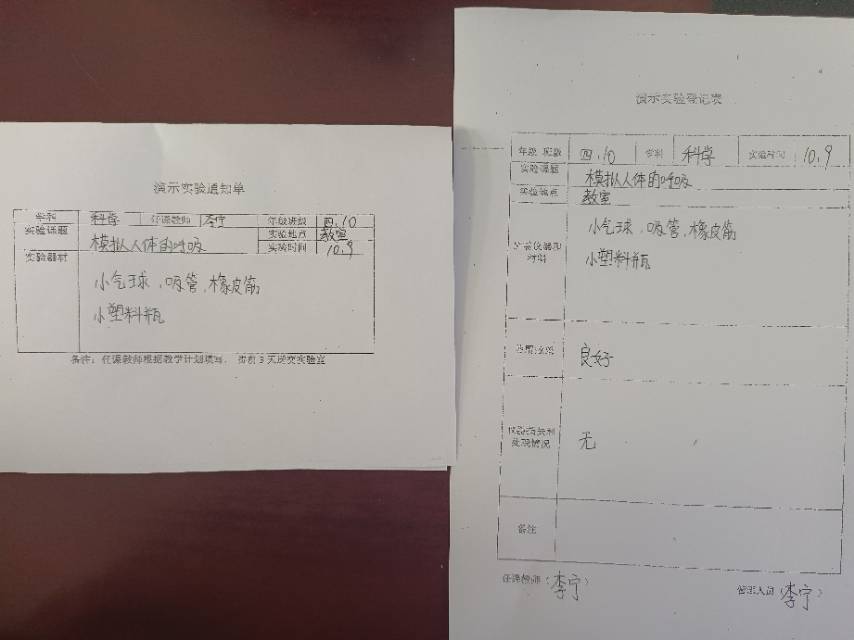 演示实验通知单
学科 科学 任课教师 李宁 年级班级 四.10
实验课题 模拟人体的呼吸 实验地点 教室
实验时间 10.9
实验器材 小气球、吸管、橡皮筋
小塑料瓶
备注：任课教师根据教学计划填写，提前3天送交实验室
演示实验登记表
年级 班级 四.10 学科 科学 实验时间 10.9
实验课题 模拟人体的呼吸
实验地点 教室
小气球、吸管、橡皮筋
小塑料瓶
良好
无
备注
任课教师（李宁）
管理人员（李宁）